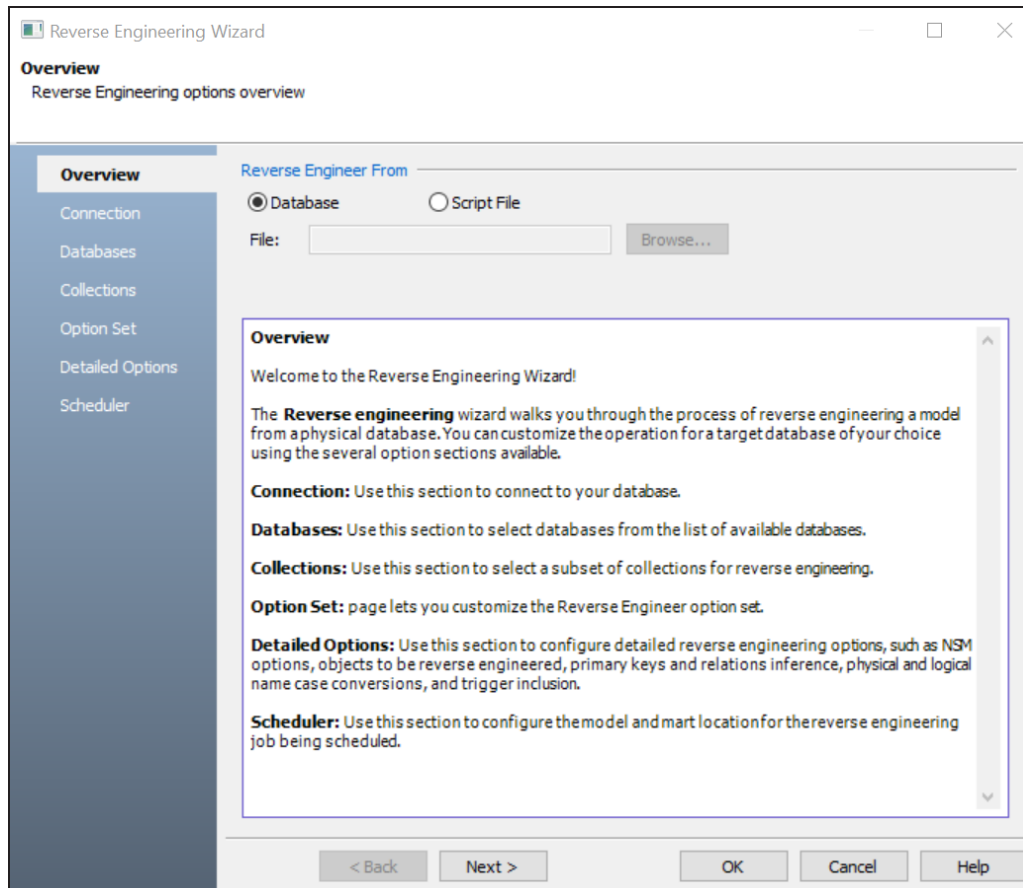 Reverse Engineering Wizard
Overview
Reverse Engineering options overview
Overview
Connection
Databases
Collections
Option Set
Detailed Options
Scheduler
Reverse Engineer From
Database
Script File
File:
Browse...
Overview
Welcome to the Reverse Engineering Wizard!
The Reverse engineering wizard walks you through the process of reverse engineering a model
from a physical database. You can customize the operation for a target database of your choice
using the several option sections available.
Connection: Use this section to connect to your database.
Databases: Use this section to select databases from the list of available databases.
Collections: Use this section to select a subset of collections for reverse engineering.
Option Set: page lets you customize the Reverse Engineer option set.
Detailed Options: Use this section to configure detailed reverse engineering options, such as NSM
options, objects to be reverse engineered, primary keys and relations inference, physical and logical
name case conversions, and trigger inclusion.
Scheduler: Use this section to configure the model and mart location for the reverse engineering
job being scheduled.
< Back
Next >
OK
Cancel
Help